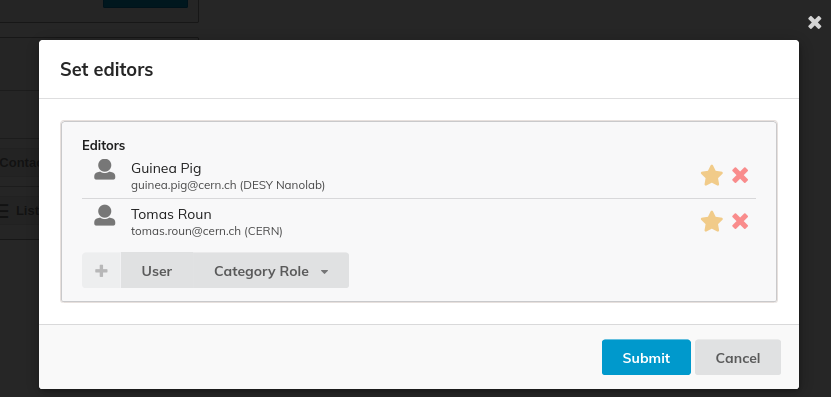 Set editors
Editors
Guinea Pig
guinea.pig@cern.ch (DESY Nanolab)
Tomas Roun
tomas.roun@cern.ch (CERN)
User Category Role
Submit Cancel
Conta
List